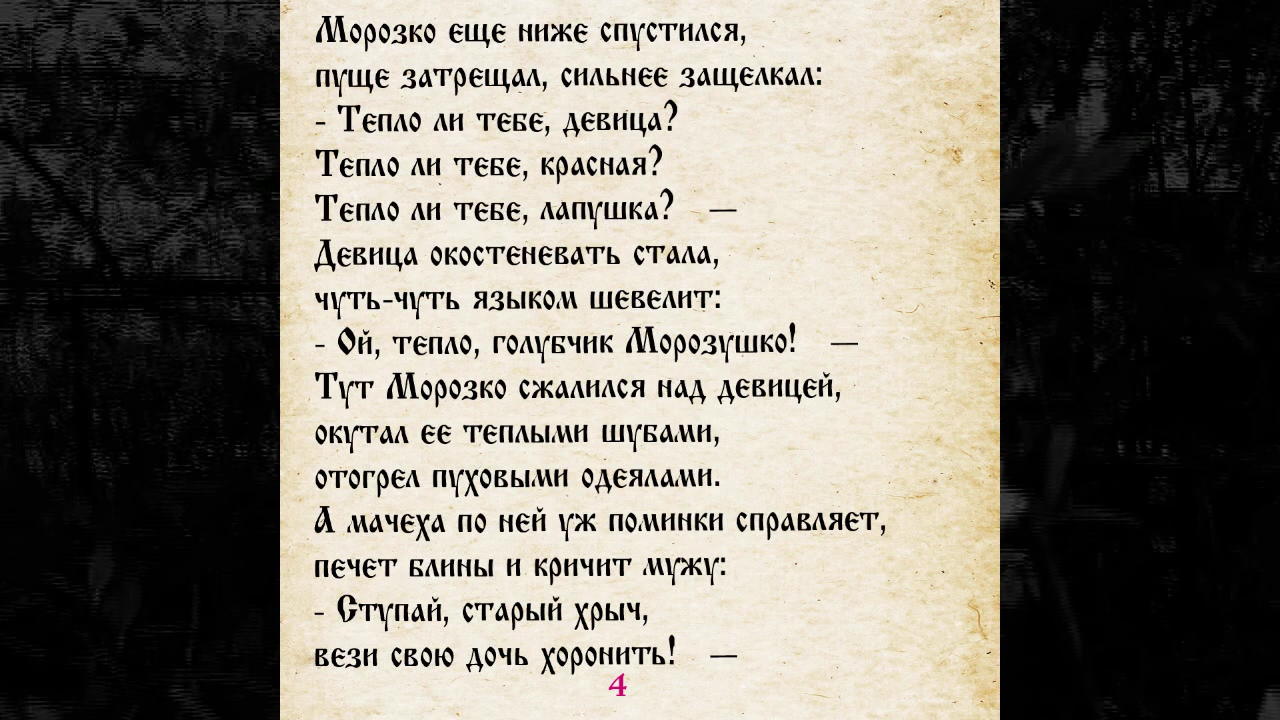 Морозко еще ниже спустился,
пуще затрещал, сильнее защелкал:
- Тепло ли тебе, девица?
Тепло ли тебе, красная?
Тепло ли тебе, лапушка? —
Девица окостеневать стала,
чуть-чуть языком шевелит:
- Ой, тепло, голубчик Морозушко! —
Тут Морозко сжалился над девицей,
окутал ее теплыми шубами,
отогрел пуховыми одеялами.
А мачеха по ней уж поминки справляет,
печет блины и кричит мужу:
- Ступай, старый хрыч,
вези свою дочь хоронить! —
4